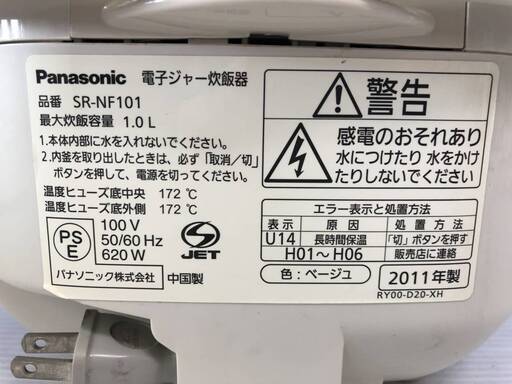 Panasonic 電子ジャー炊飯器
品番 SR-NF101
最大炊飯容量 1.0 L
1.本体内部に水を入れないでください。
2.内釜を取り出したときは、必ず「取消／切」
ボタンを押して、電源を切ってください。
温度ヒューズ底中央 172 ℃
温度ヒューズ底外側 172 ℃
PS
E
100 V
50/60 Hz
620 W
S
JET
パナソニック株式会社 中国製
警告
感電のおそれあり
水につけたり 水をかけ
たりしないでください
エラー表示と処置方法
表示 原因 処置方法
U14 長時間保温 「切」ボタンを押す
H01～H06 販売店に連絡
色：ベージュ
2011年製
RY00-D20-XH